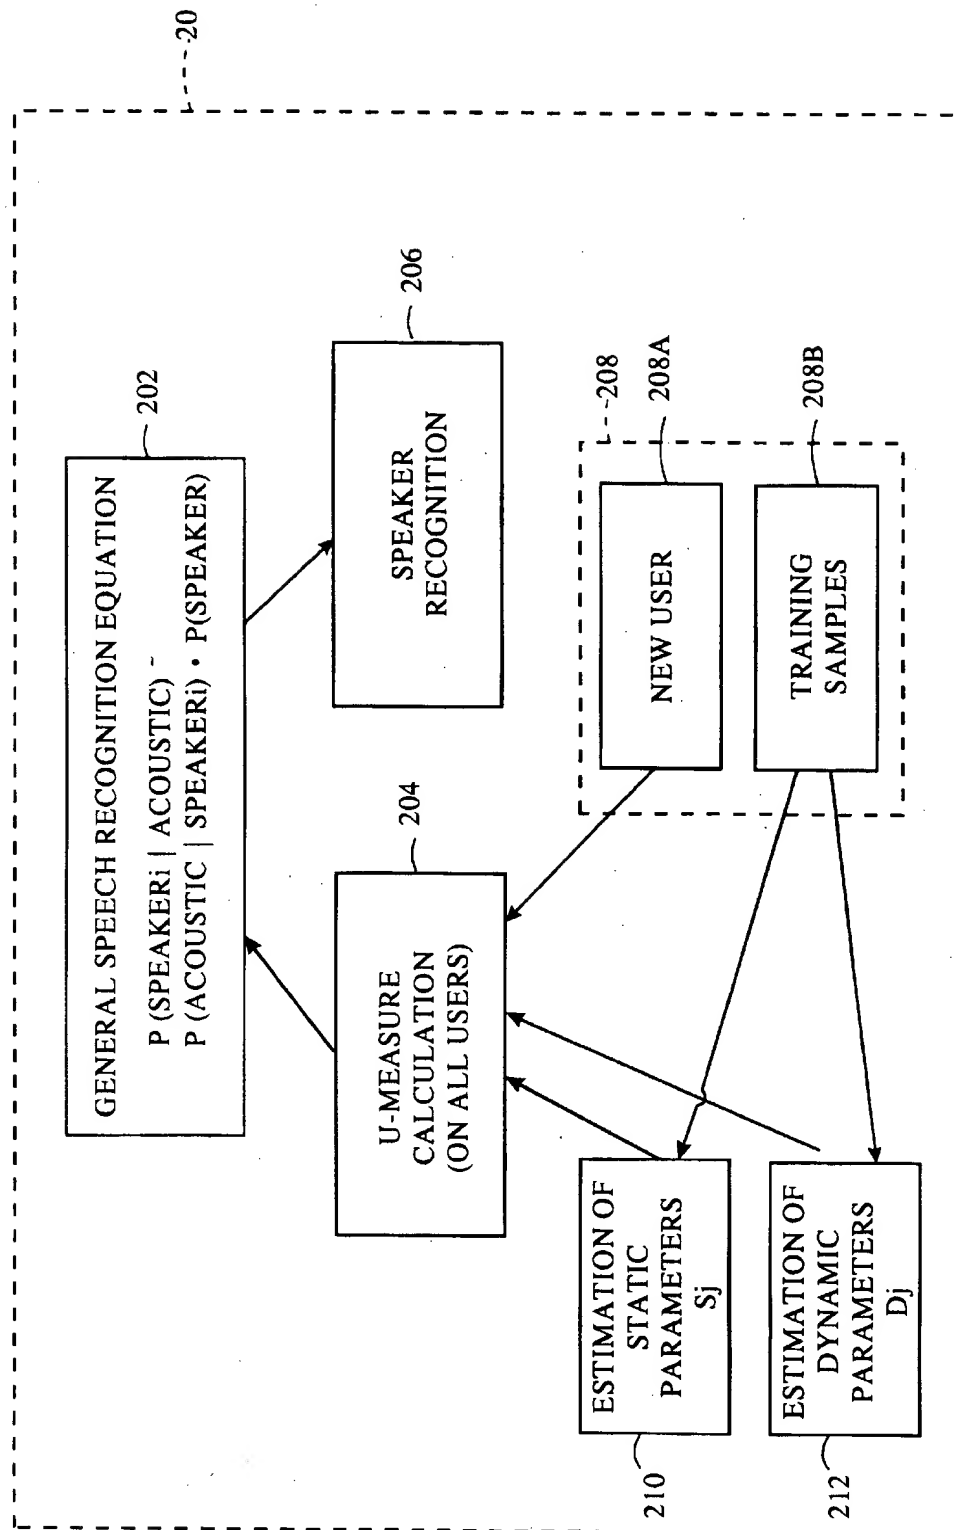 20
202
GENERAL SPEECH RECOGNITION EQUATION
P (SPEAKERi | ACOUSTIC) ~
P (ACOUSTIC | SPEAKERi) • P(SPEAKER)
204
U-MEASURE
CALCULATION
(ON ALL USERS)
206
SPEAKER
RECOGNITION
210
ESTIMATION OF
STATIC
PARAMETERS
Sj
212
ESTIMATION OF
DYNAMIC
PARAMETERS
Dj
208
208A
NEW USER
208B
TRAINING
SAMPLES